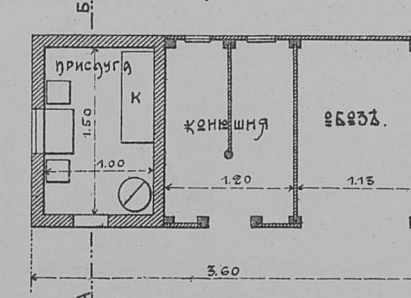 Б
прислуга
К
1.50
1.00
конюшня
обозъ.
1.20
1.13
3.60
А